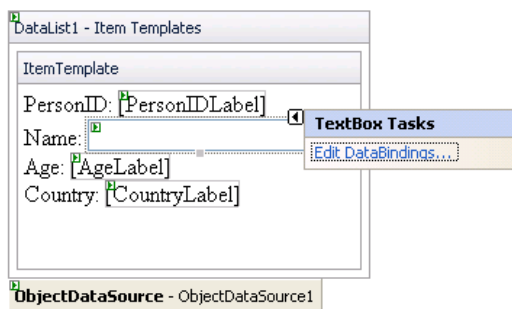 DataList1 - Item Templates
ItemTemplate
PersonID: [PersonIDLabel]
TextBox Tasks
Name:
Edit DataBindings...
Age: [AgeLabel]
Country: [CountryLabel]
ObjectDataSource - ObjectDataSource1